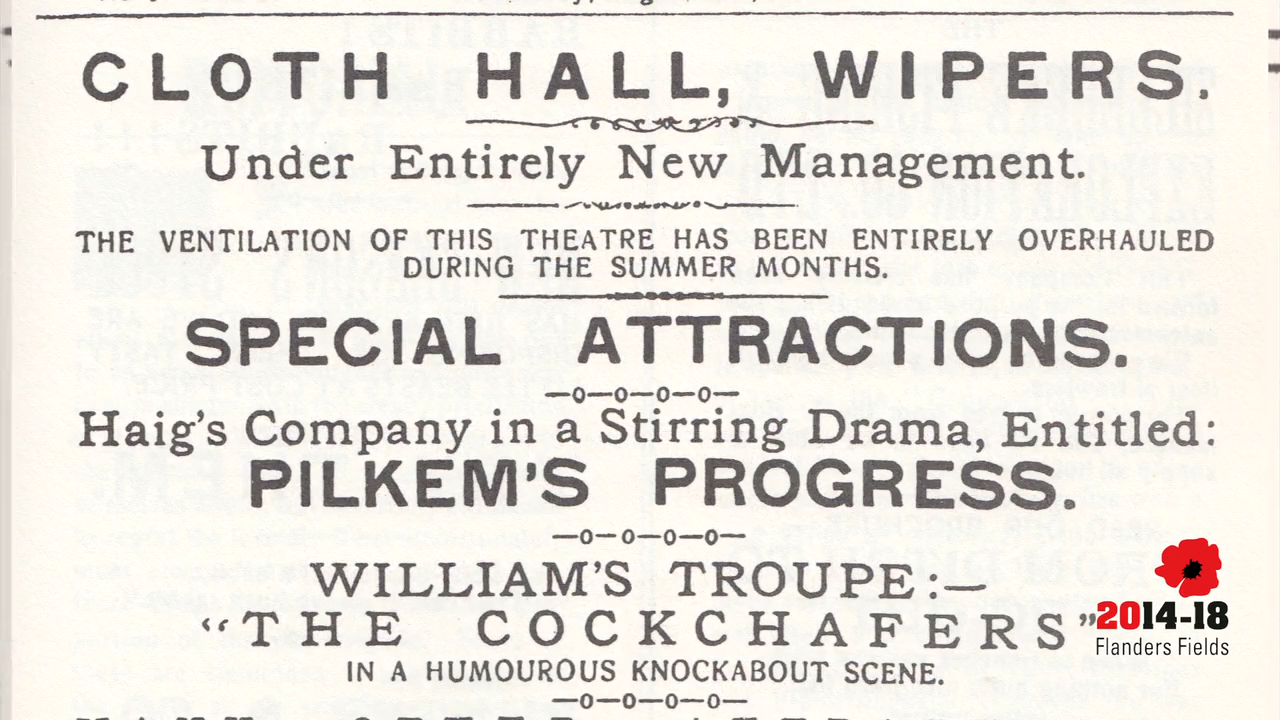 CLOTH HALL, WIPERS.
Under Entirely New Management.
THE VENTILATION OF THIS THEATRE HAS BEEN ENTIRELY OVERHAULED
DURING THE SUMMER MONTHS.
SPECIAL ATTRACTIONS.
—o—o—o—o—
Haig's Company in a Stirring Drama, Entitled:
PILKEM'S PROGRESS.
—o—o—o—o—
WILLIAM'S TROUPE:
“THE COCKCHAFERS”
IN A HUMOUROUS KNOCKABOUT SCENE.
—o—o—o—o—
2014-18
Flanders Fields